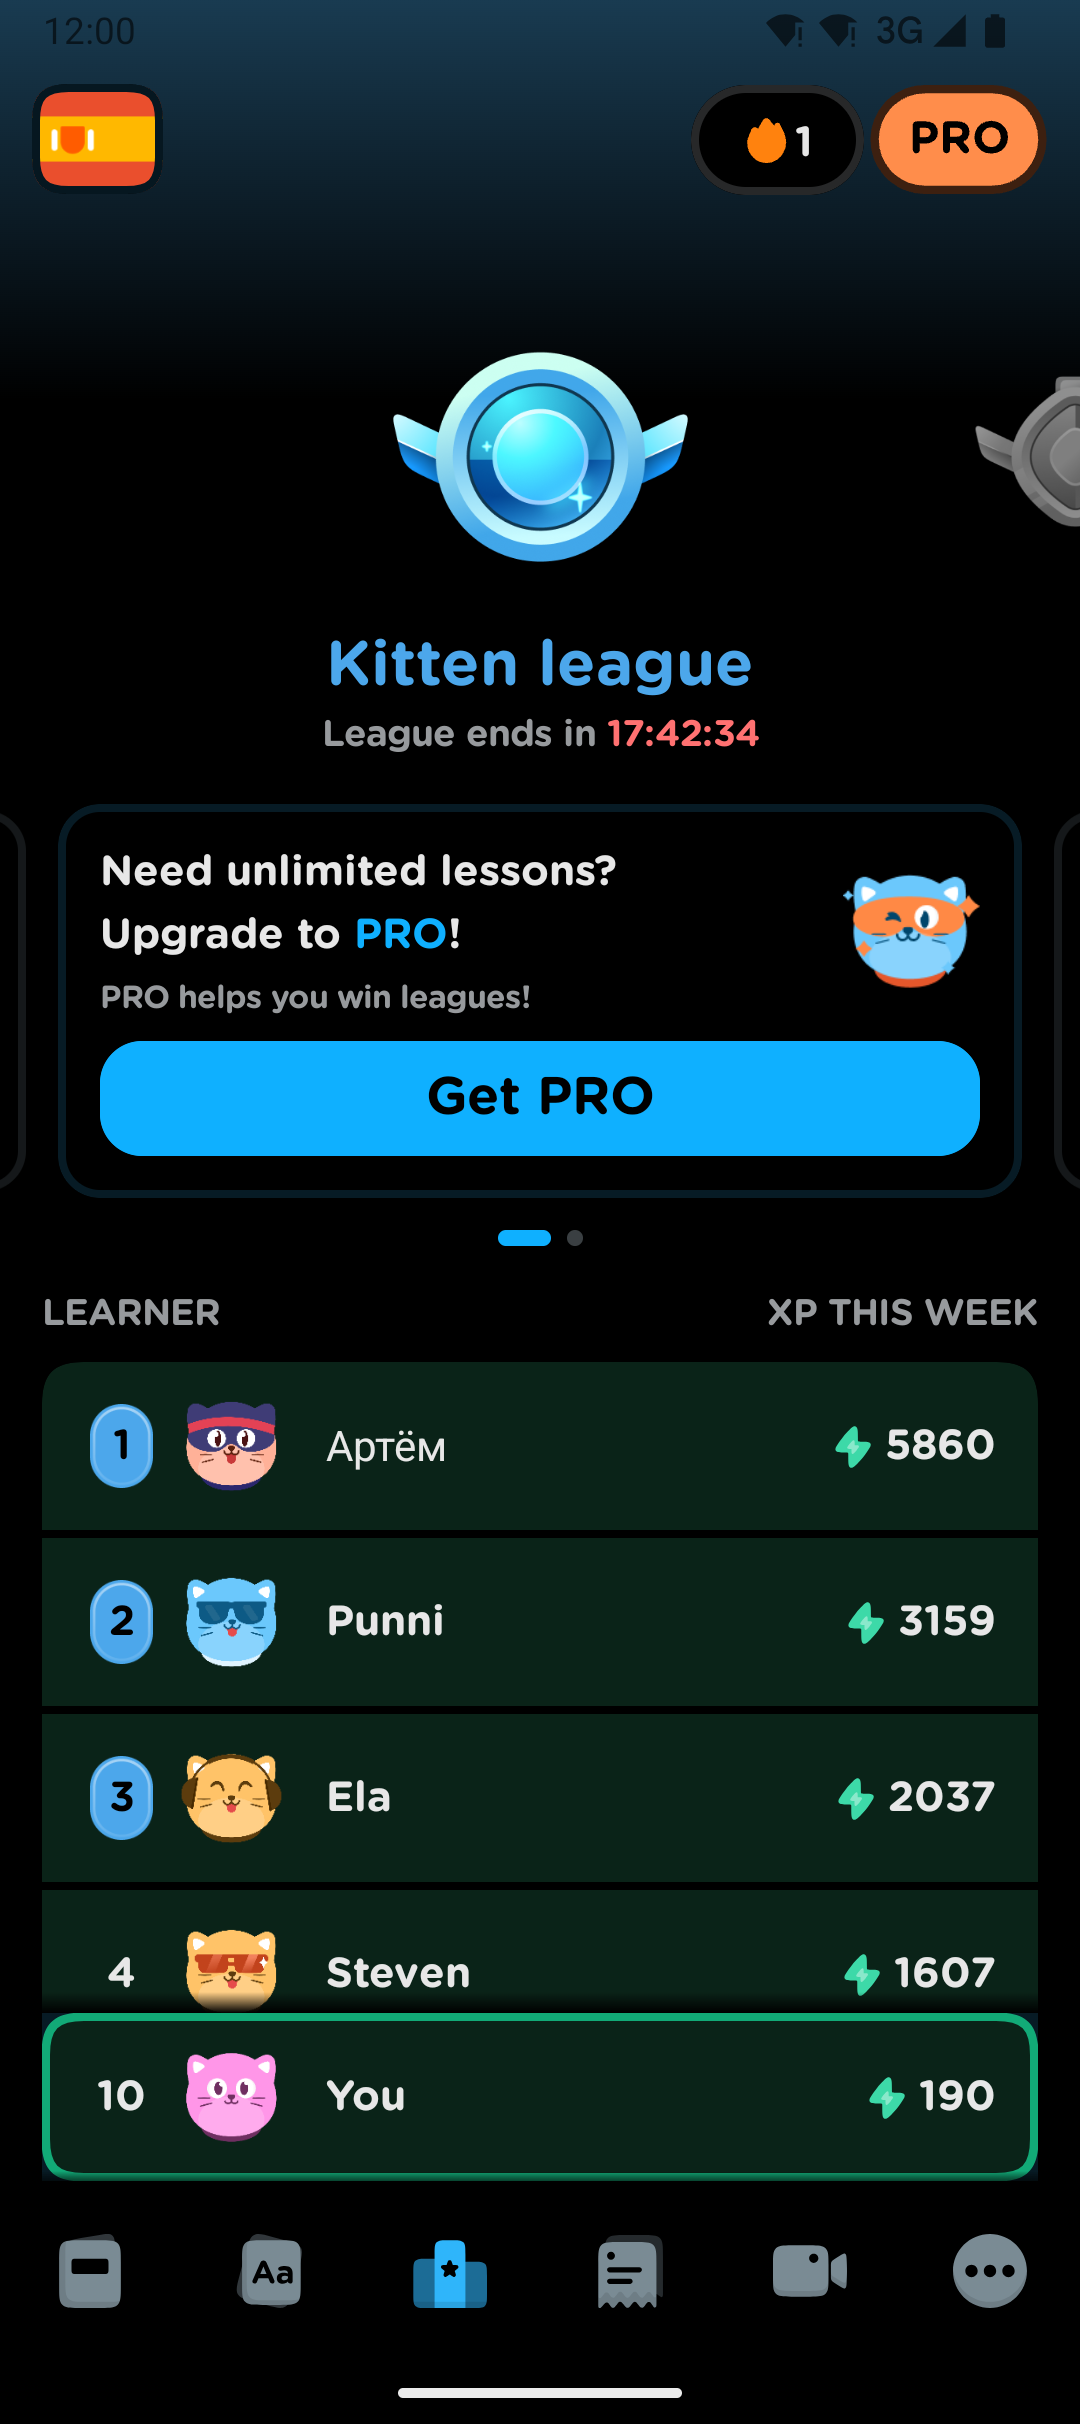 12:00
3G
1
PRO
Kitten league
League ends in 17:42:34
Need unlimited lessons?
Upgrade to PRO!
PRO helps you win leagues!
Get PRO
LEARNER XP THIS WEEK
1 Артём 5860
2 Punni 3159
3 Ela 2037
4 Steven 1607
10 You 190
Aa